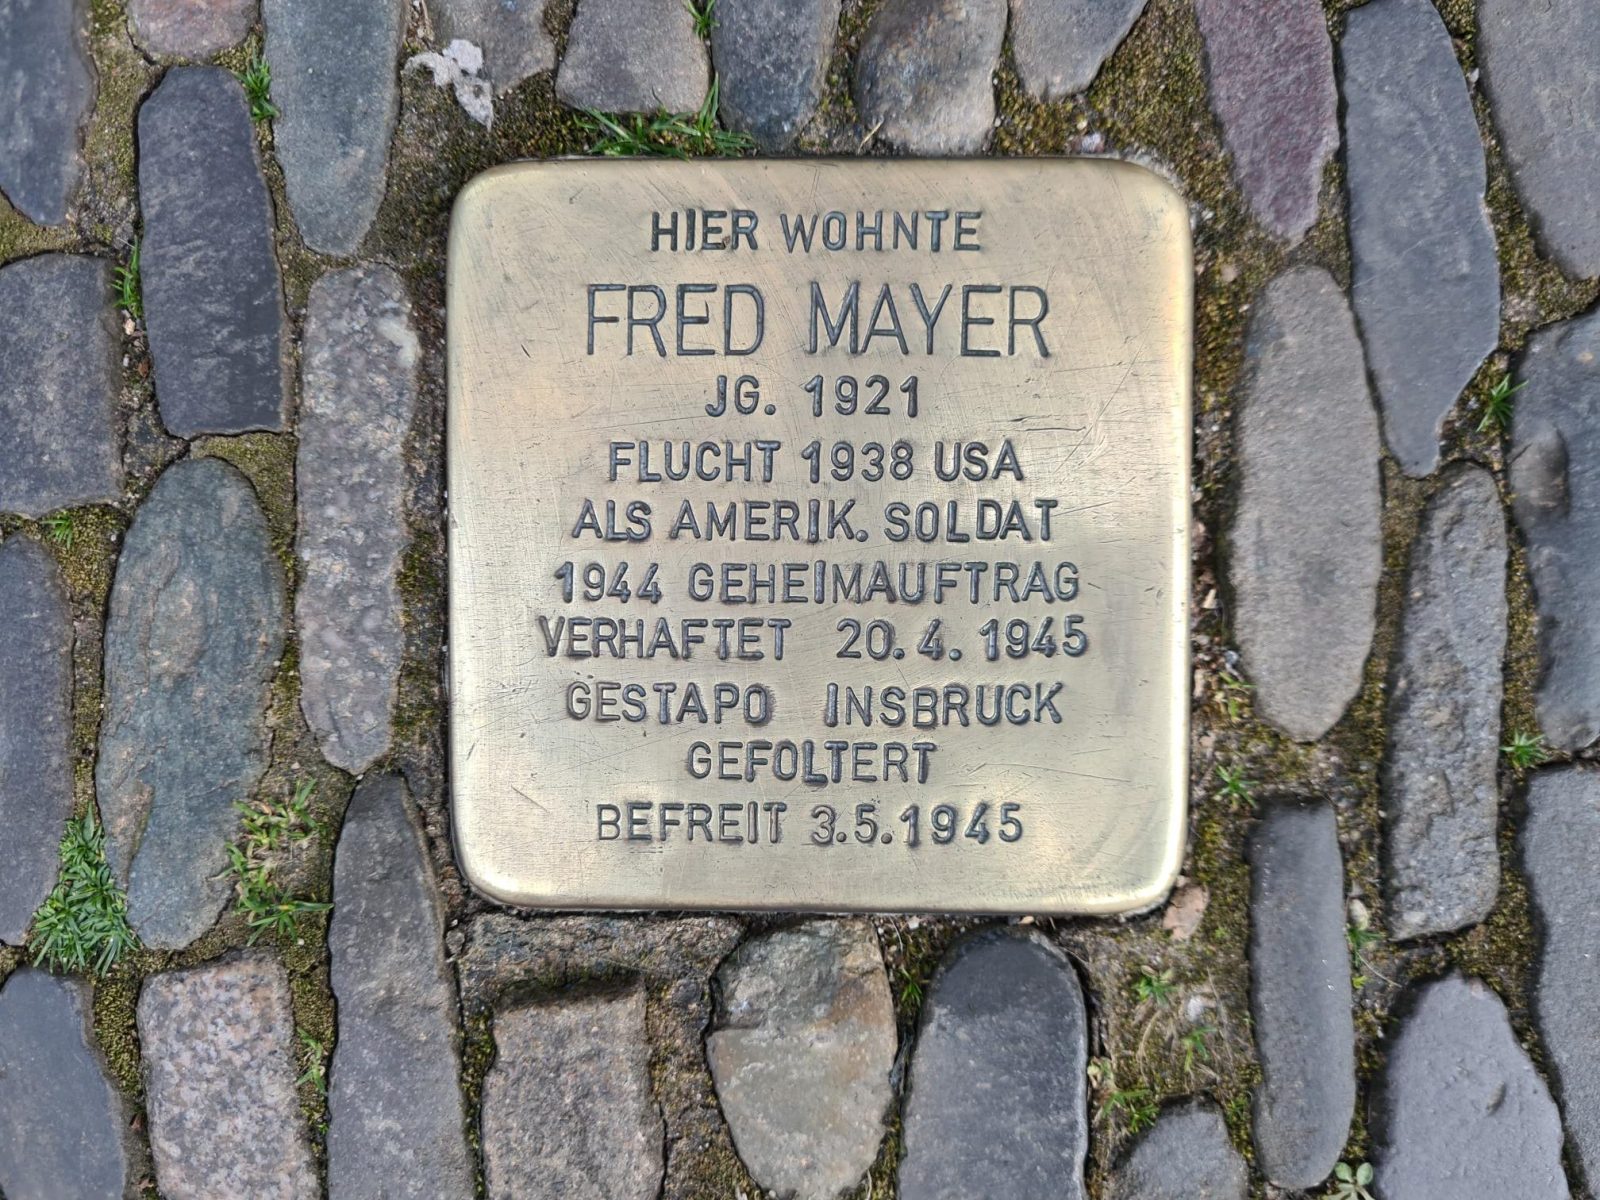 HIER WOHNTE
FRED MAYER
JG. 1921
FLUCHT 1938 USA
ALS AMERIK. SOLDAT
1944 GEHEIMAUFTRAG
VERHAFTET 20.4.1945
GESTAPO INSBRUCK
GEFOLTERT
BEFREIT 3.5.1945